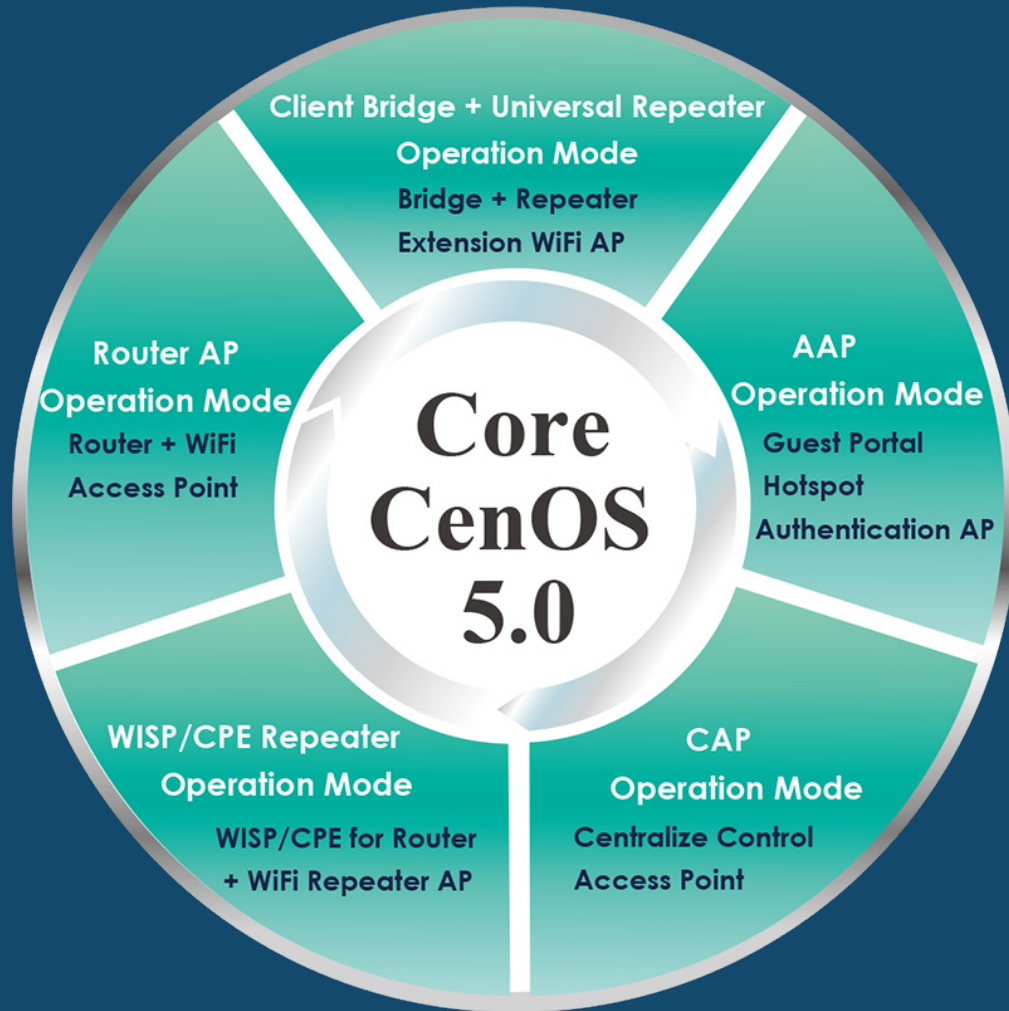 Client Bridge + Universal Repeater
Operation Mode
Bridge + Repeater
Extension WiFi AP
AAP
Operation Mode
Guest Portal
Hotspot
Authentication AP
CAP
Operation Mode
Centralize Control
Access Point
WISP/CPE Repeater
Operation Mode
WISP/CPE for Router
+ WiFi Repeater AP
Router AP
Operation Mode
Router + WiFi
Access Point
Core
CenOS
5.0